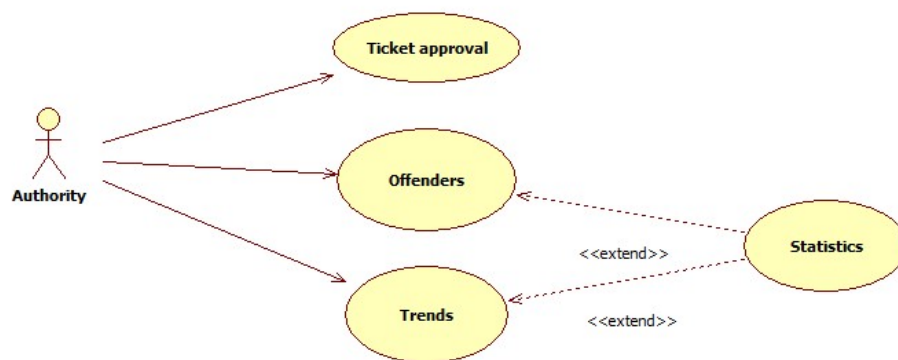 Ticket approval
Authority
Offenders
Statistics
<<extend>>
Trends
<<extend>>